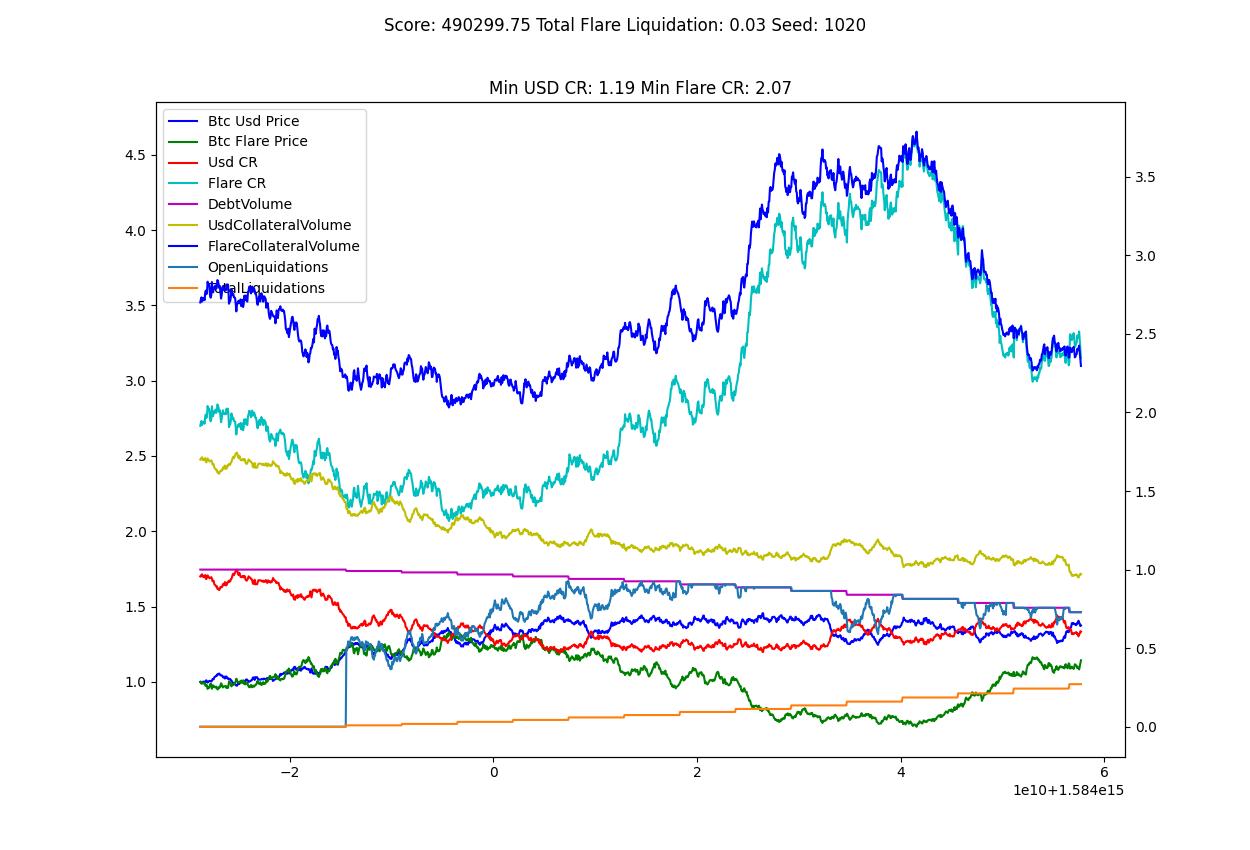 Score: 490299.75 Total Flare Liquidation: 0.03 Seed: 1020
Min USD CR: 1.19 Min Flare CR: 2.07
Btc Usd Price
Btc Flare Price
Usd CR
Flare CR
DebtVolume
UsdCollateralVolume
FlareCollateralVolume
OpenLiquidations
TotalLiquidations
4.5
4.0
3.5
3.0
2.5
2.0
1.5
1.0
3.5
3.0
2.5
2.0
1.5
1.0
0.5
0.0
−2
0
2
4
6
1e10+1.584e15